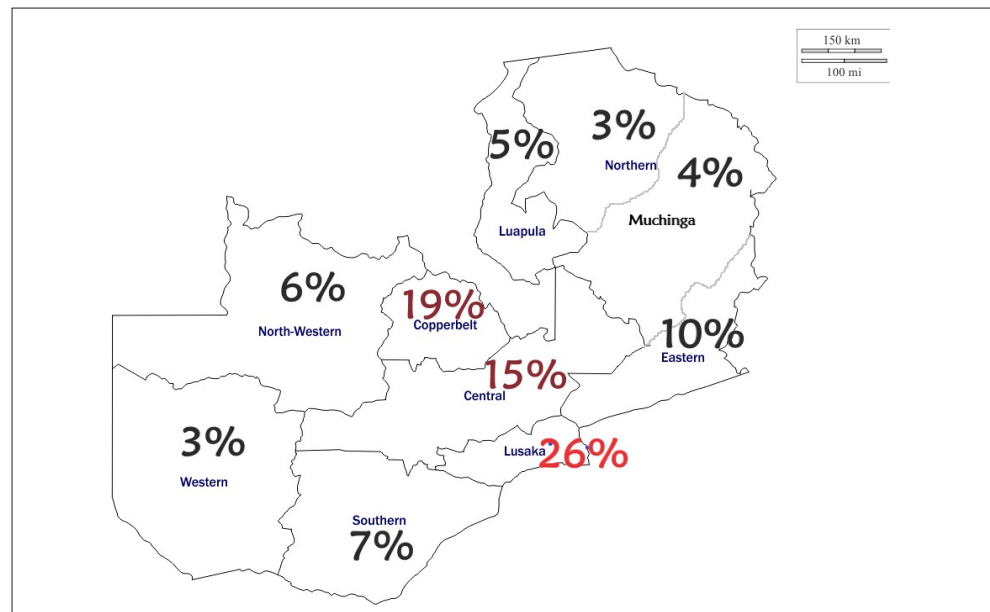 150 km
100 mi
3%
5%
Northern
4%
Muchinga
Luapula
6%
19%
North-Western
Copperbelt
10%
Eastern
15%
Central
3%
Lusaka
26%
Western
Southern
7%